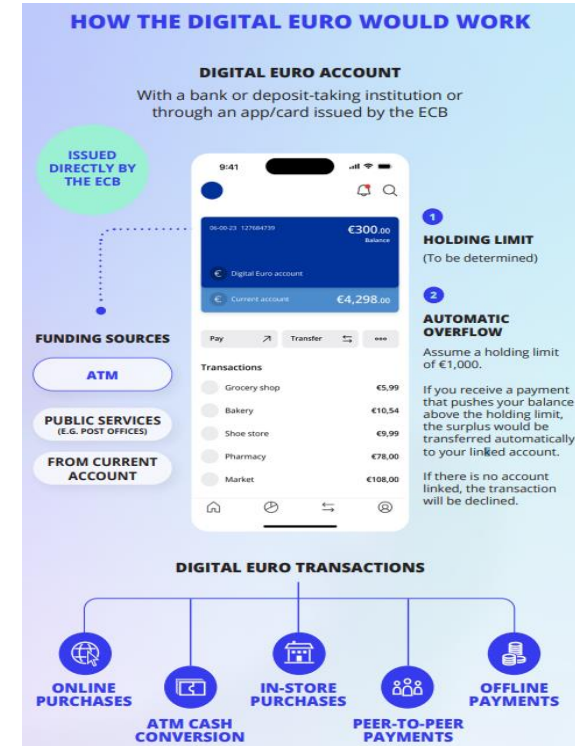 HOW THE DIGITAL EURO WOULD WORK
DIGITAL EURO ACCOUNT
With a bank or deposit-taking institution or
through an app/card issued by the ECB
ISSUED
DIRECTLY BY
THE ECB
9:41
06-00-23 127684739
€300.00
Balance
€ Digital Euro account
€ Current account
€4,298.00
Pay
Transfer
Transactions
Grocery shop €5,99
Bakery €10,54
Shoe store €9,99
Pharmacy €78,00
Market €108,00
FUNDING SOURCES
ATM
PUBLIC SERVICES
(E.G. POST OFFICES)
FROM CURRENT
ACCOUNT
1
HOLDING LIMIT
(To be determined)
2
AUTOMATIC
OVERFLOW
Assume a holding limit
of €1,000.
If you receive a payment
that pushes your balance
above the holding limit,
the surplus would be
transferred automatically
to your linked account.
If there is no account
linked, the transaction
will be declined.
DIGITAL EURO TRANSACTIONS
ONLINE
PURCHASES
ATM CASH
CONVERSION
IN-STORE
PURCHASES
PEER-TO-PEER
PAYMENTS
OFFLINE
PAYMENTS